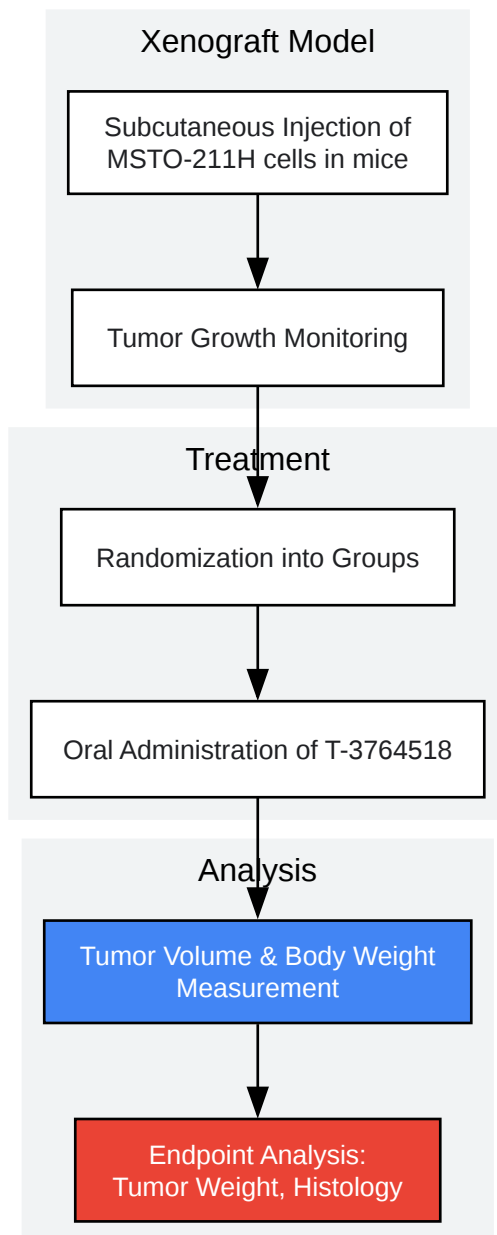 Xenograft Model
Subcutaneous Injection of
MSTO-211H cells in mice
Tumor Growth Monitoring
Treatment
Randomization into Groups
Oral Administration of T-3764518
Analysis
Tumor Volume & Body Weight
Measurement
Endpoint Analysis:
Tumor Weight, Histology